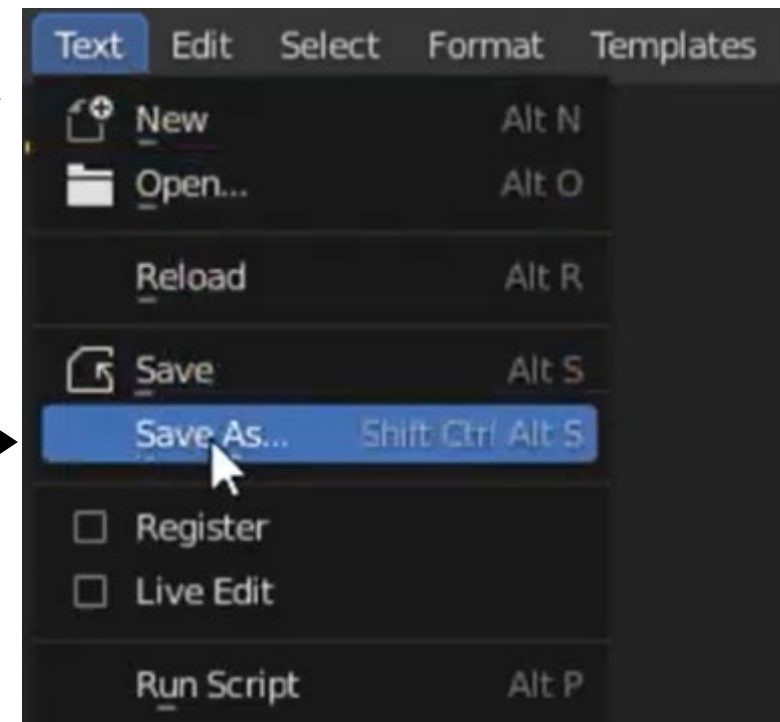 Text Edit Select Format Templates
New Alt N
Open... Alt O
Reload Alt R
Save Alt S
Save As... Shift Ctrl Alt S
Register
Live Edit
Run Script Alt P